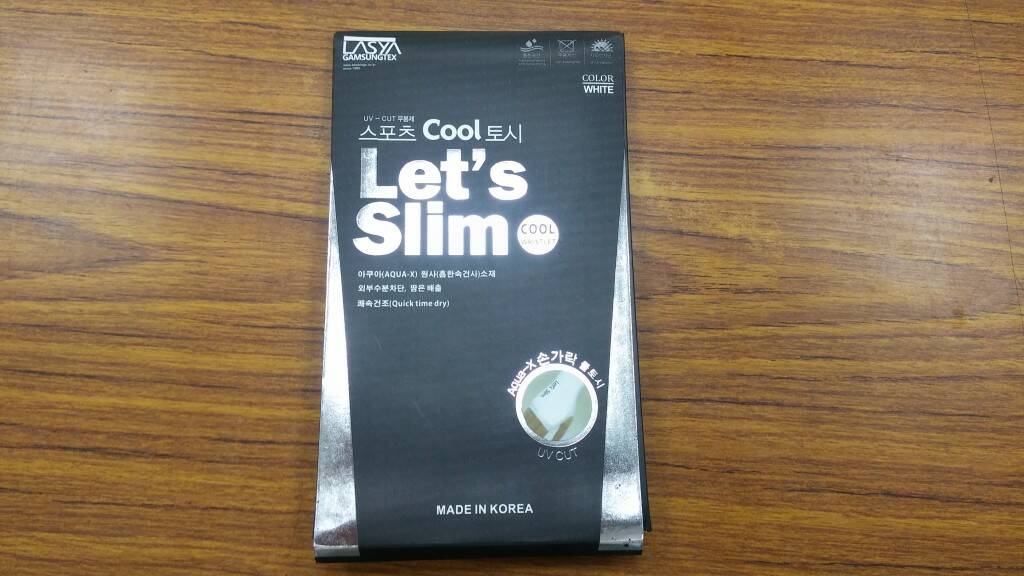 LASYA
GAMSUNGTEX
COLOR
WHITE
UV - CUT 무봉제
스포츠 Cool 토시
Let's
Slim
COOL
WRISTLET
아쿠아(AQUA-X) 원사(흡한속건사)소재
외부수분차단, 땀은 배출
쾌속건조(Quick time dry)
Aqua-X 손가락 쿨토시
UV CUT
MADE IN KOREA